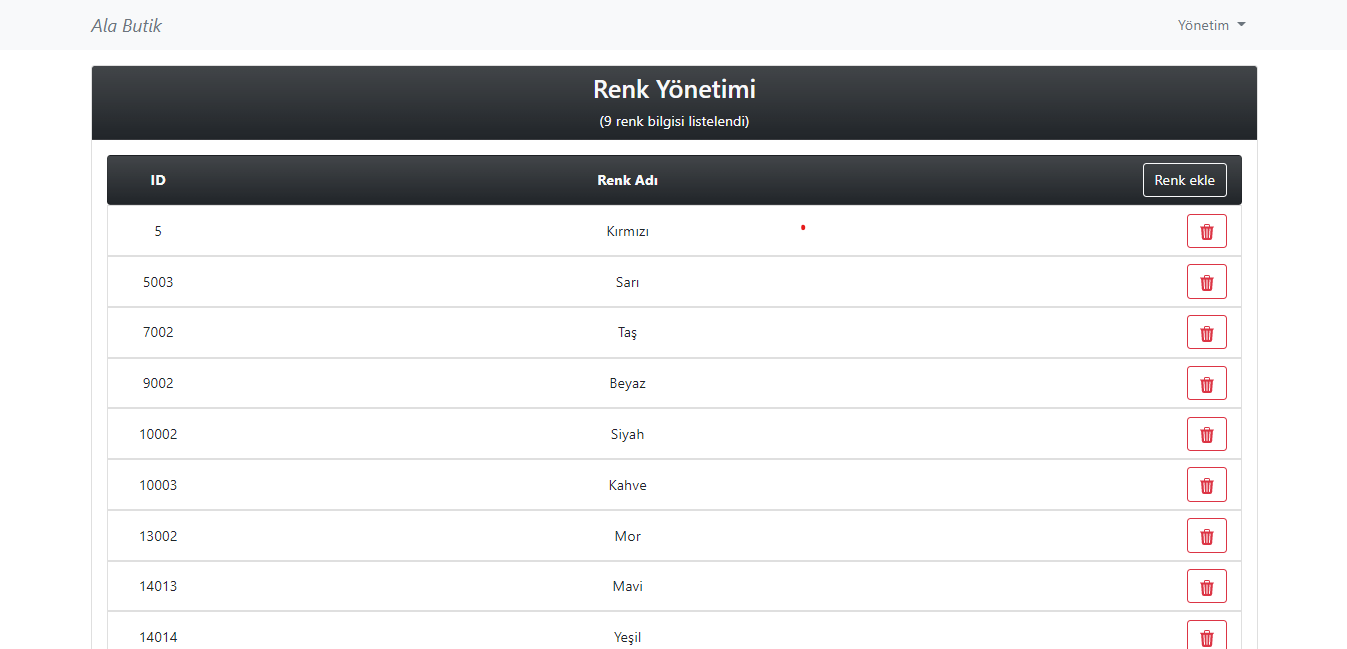 Ala Butik
Yönetim
Renk Yönetimi
(9 renk bilgisi listelendi)
ID Renk Adı Renk ekle
5 Kırmızı
5003 Sarı
7002 Taş
9002 Beyaz
10002 Siyah
10003 Kahve
13002 Mor
14013 Mavi
14014 Yeşil